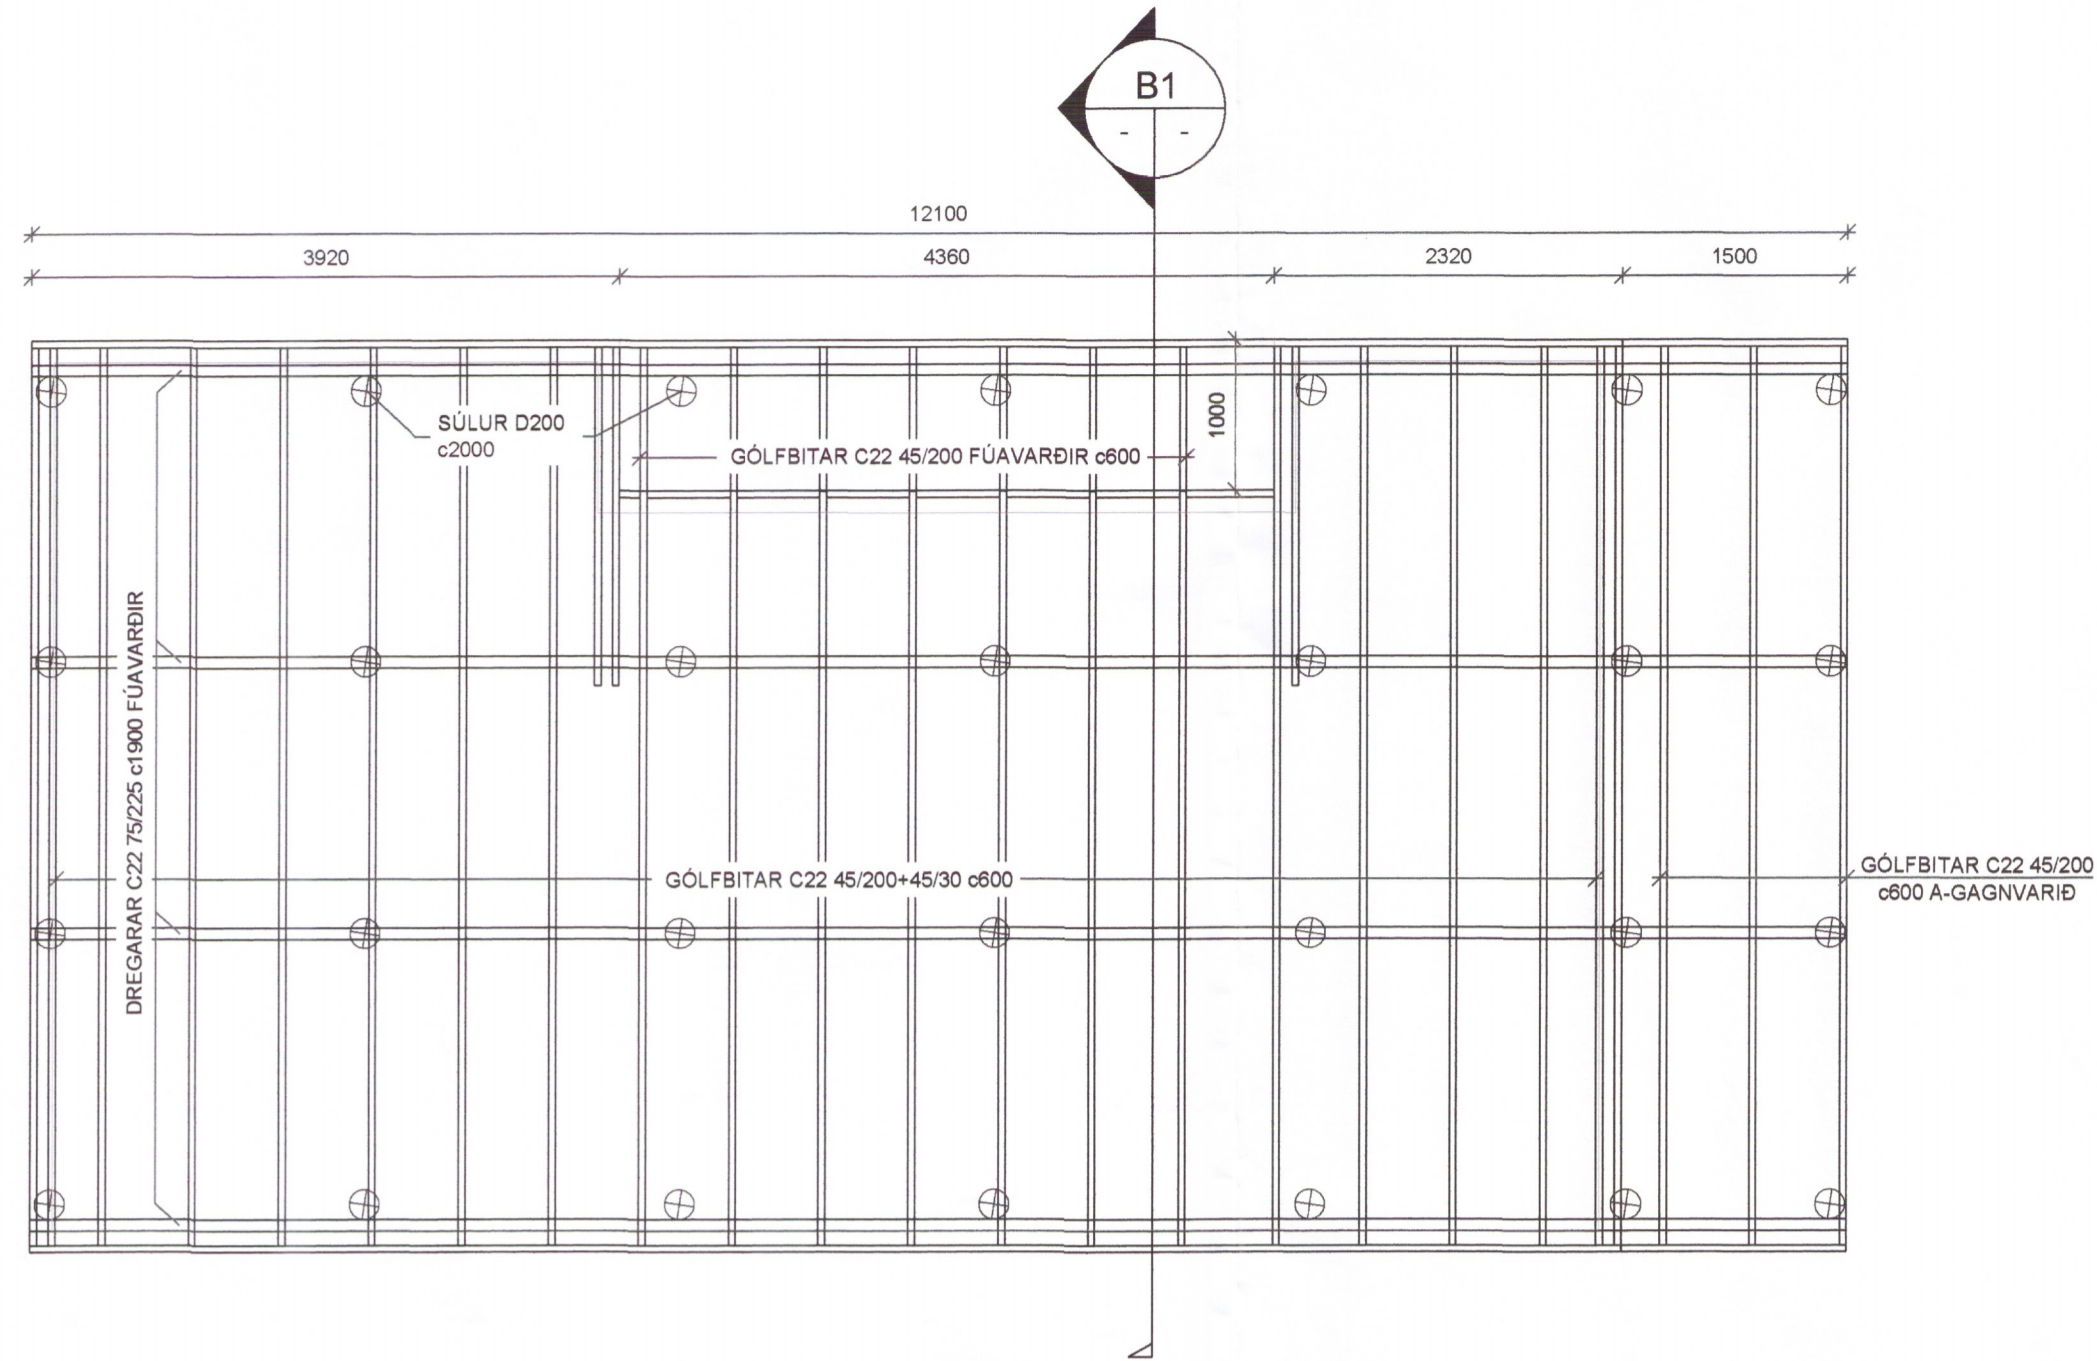 B1
- -
12100
3920 4360 2320 1500
1000
SÚLUR D200
c2000
GÓLFBITAR C22 45/200 FÚAVARÐIR c600
DREGARAR C22 75/225 c1900 FÚAVARÐIR
GÓLFBITAR C22 45/200+45/30 c600
GÓLFBITAR C22 45/200
c600 A-GAGNVARIÐ